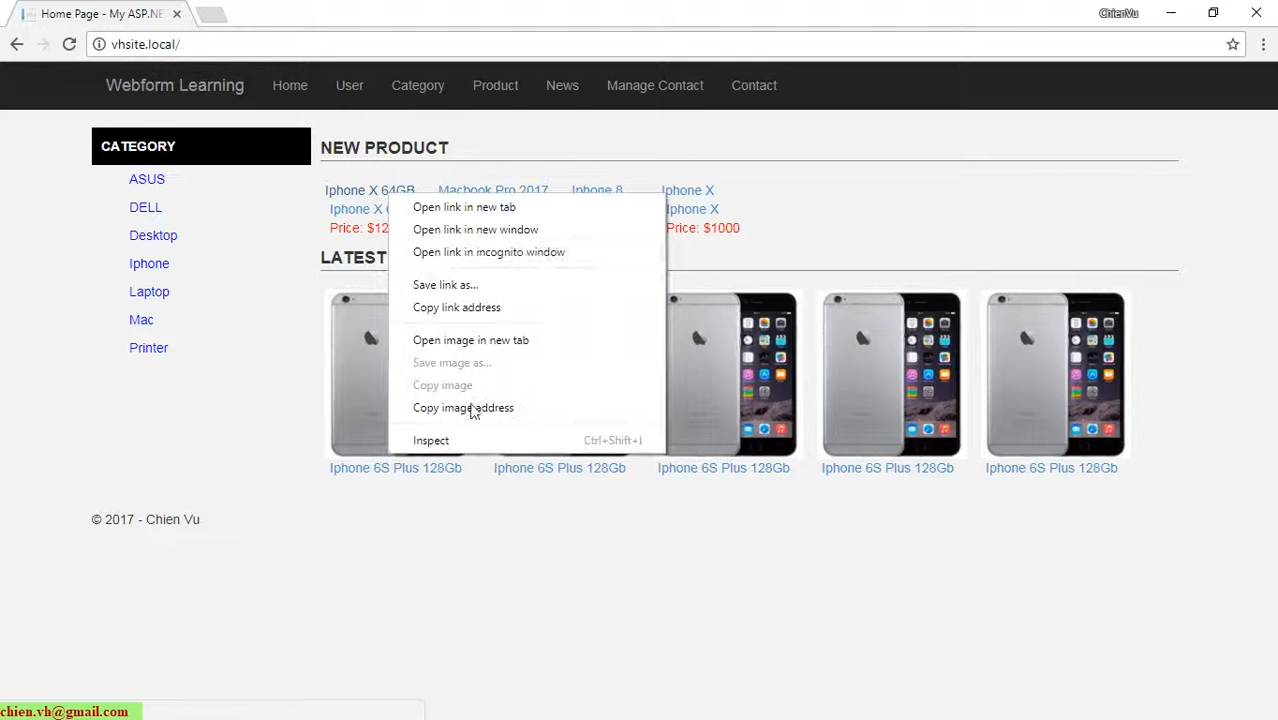 Home Page - My ASP.NE
ChienVu
vhsite.local/
Webform Learning Home User Category Product News Manage Contact Contact
CATEGORY
ASUS
DELL
Desktop
Iphone
Laptop
Mac
Printer
NEW PRODUCT
Iphone X 64GB Macbook Pro 2017 Iphone 8 Iphone X
Iphone X 6 Iphone X
Price: $12 Price: $1000
LATEST
Open link in new tab
Open link in new window
Open link in incognito window
Save link as...
Copy link address
Open image in new tab
Save image as...
Copy image
Copy image address
Inspect Ctrl+Shift+I
Iphone 6S Plus 128Gb Iphone 6S Plus 128Gb Iphone 6S Plus 128Gb Iphone 6S Plus 128Gb Iphone 6S Plus 128Gb
© 2017 - Chien Vu
chien.vh@gmail.com